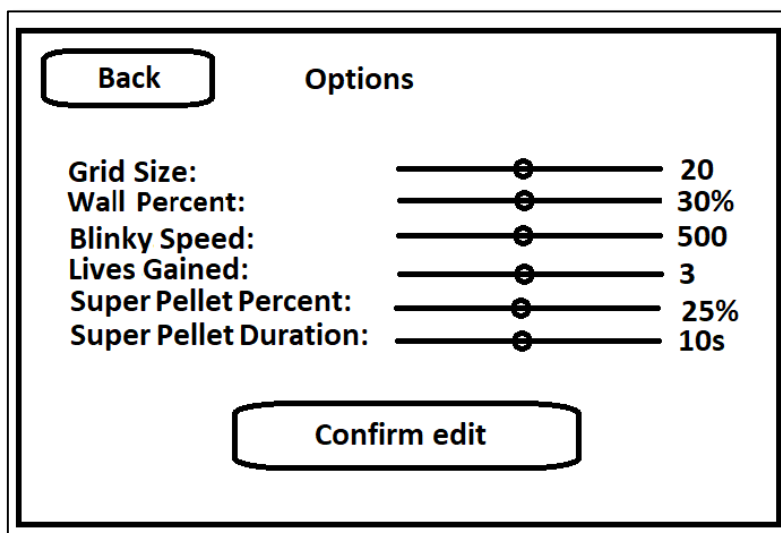 Back Options
Grid Size: 20
Wall Percent: 30%
Blinky Speed: 500
Lives Gained: 3
Super Pellet Percent: 25%
Super Pellet Duration: 10s
Confirm edit